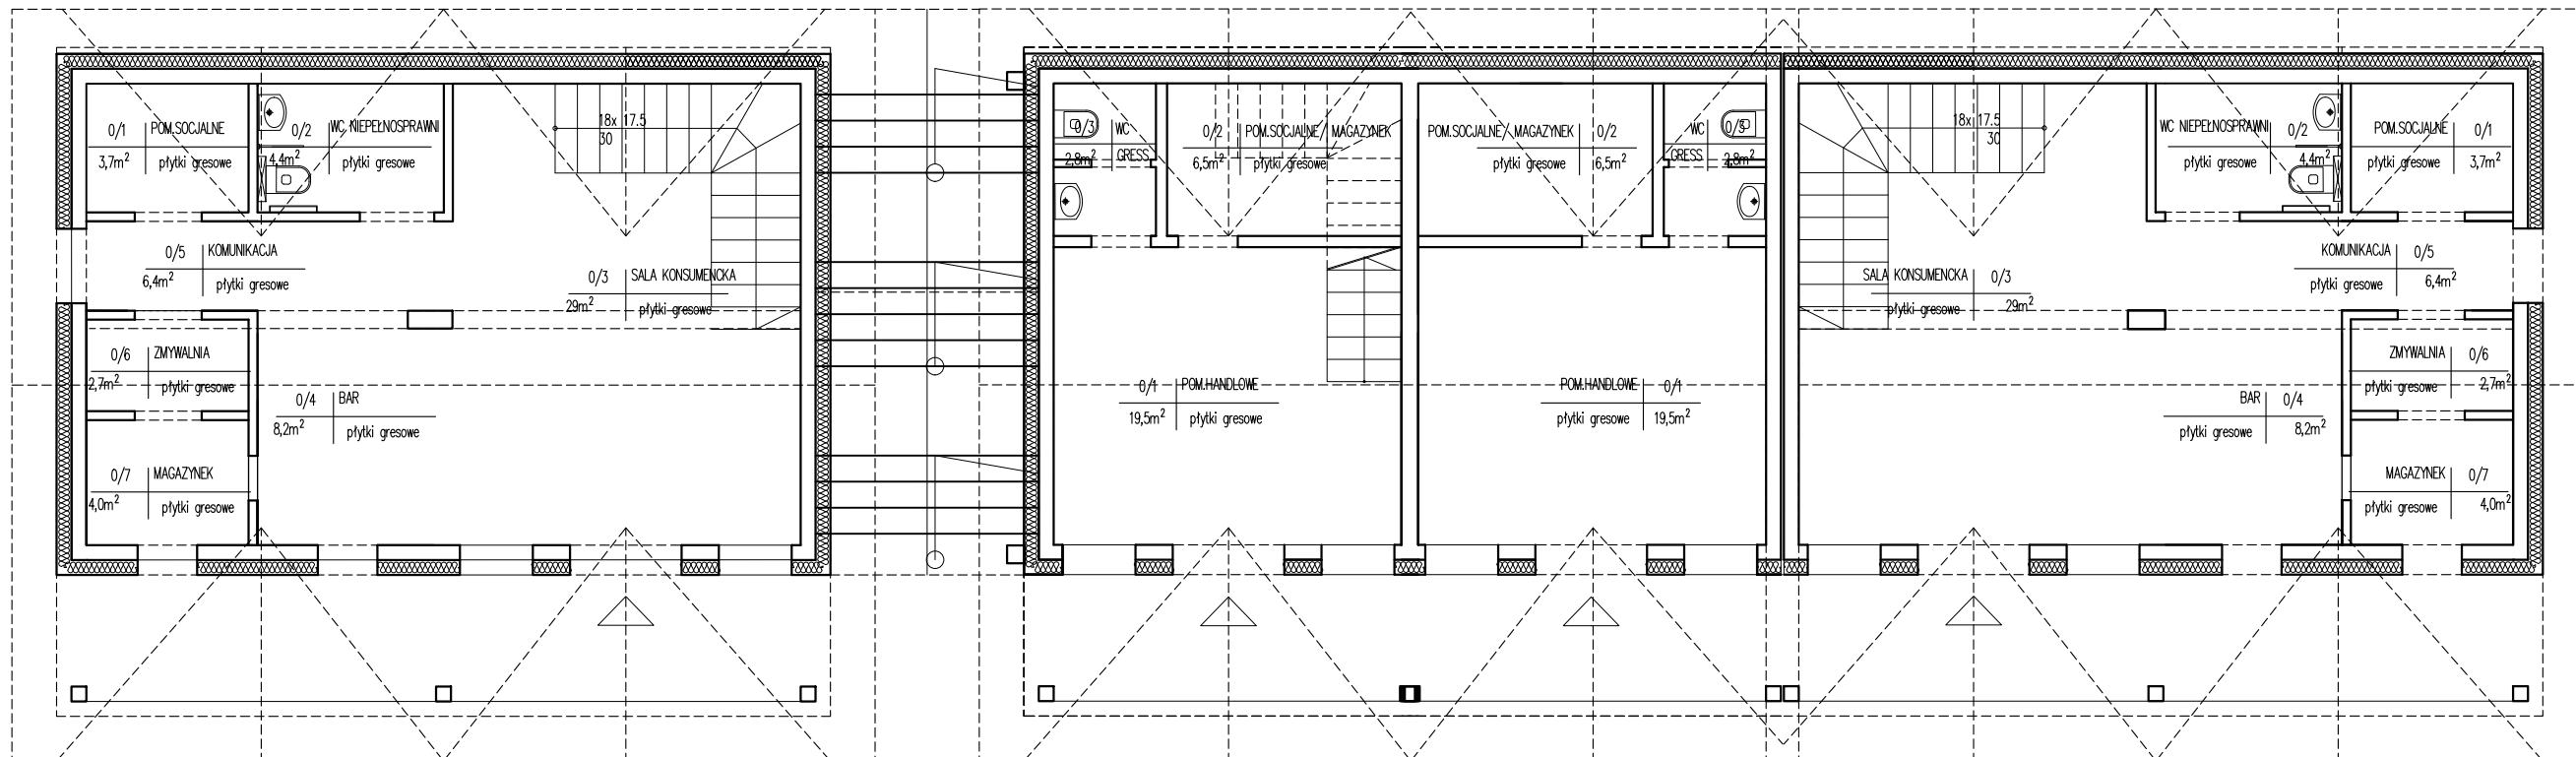 0/1 POM.SOCJALNE
3,7m² płytki gresowe
0/2 WC NIEPEŁNOSPRAWNI
4,4m² płytki gresowe
18x 17.5
30
0/5 KOMUNIKACJA
6,4m² płytki gresowe
0/3 SALA KONSUMENCKA
29m² płytki gresowe
0/6 ZMYWALNIA
2,7m² płytki gresowe
0/4 BAR
8,2m² płytki gresowe
0/7 MAGAZYNEK
4,0m² płytki gresowe
0/3 WC
2,8m² GRESS
0/2 POM.SOCJALNE/ MAGAZYNEK
6,5m² płytki gresowe
0/1 POM.HANDLOWE
19,5m² płytki gresowe
POM.SOCJALNE/ MAGAZYNEK 0/2
płytki gresowe 6,5m²
WC 0/3
GRESS 2,8m²
POM.HANDLOWE 0/1
płytki gresowe 19,5m²
18x 17.5
30
WC NIEPEŁNOSPRAWNI 0/2
płytki gresowe 4,4m²
POM.SOCJALNE 0/1
płytki gresowe 3,7m²
SALA KONSUMENCKA 0/3
płytki gresowe 29m²
KOMUNIKACJA 0/5
płytki gresowe 6,4m²
ZMYWALNIA 0/6
płytki gresowe 2,7m²
BAR 0/4
płytki gresowe 8,2m²
MAGAZYNEK 0/7
płytki gresowe 4,0m²